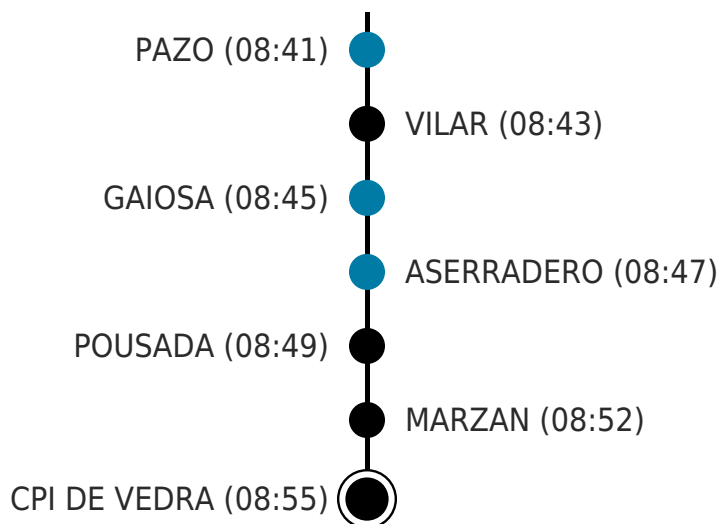 PAZO (08:41)
VILAR (08:43)
GAIOSA (08:45)
ASERRADERO (08:47)
POUSADA (08:49)
MARZAN (08:52)
CPI DE VEDRA (08:55)